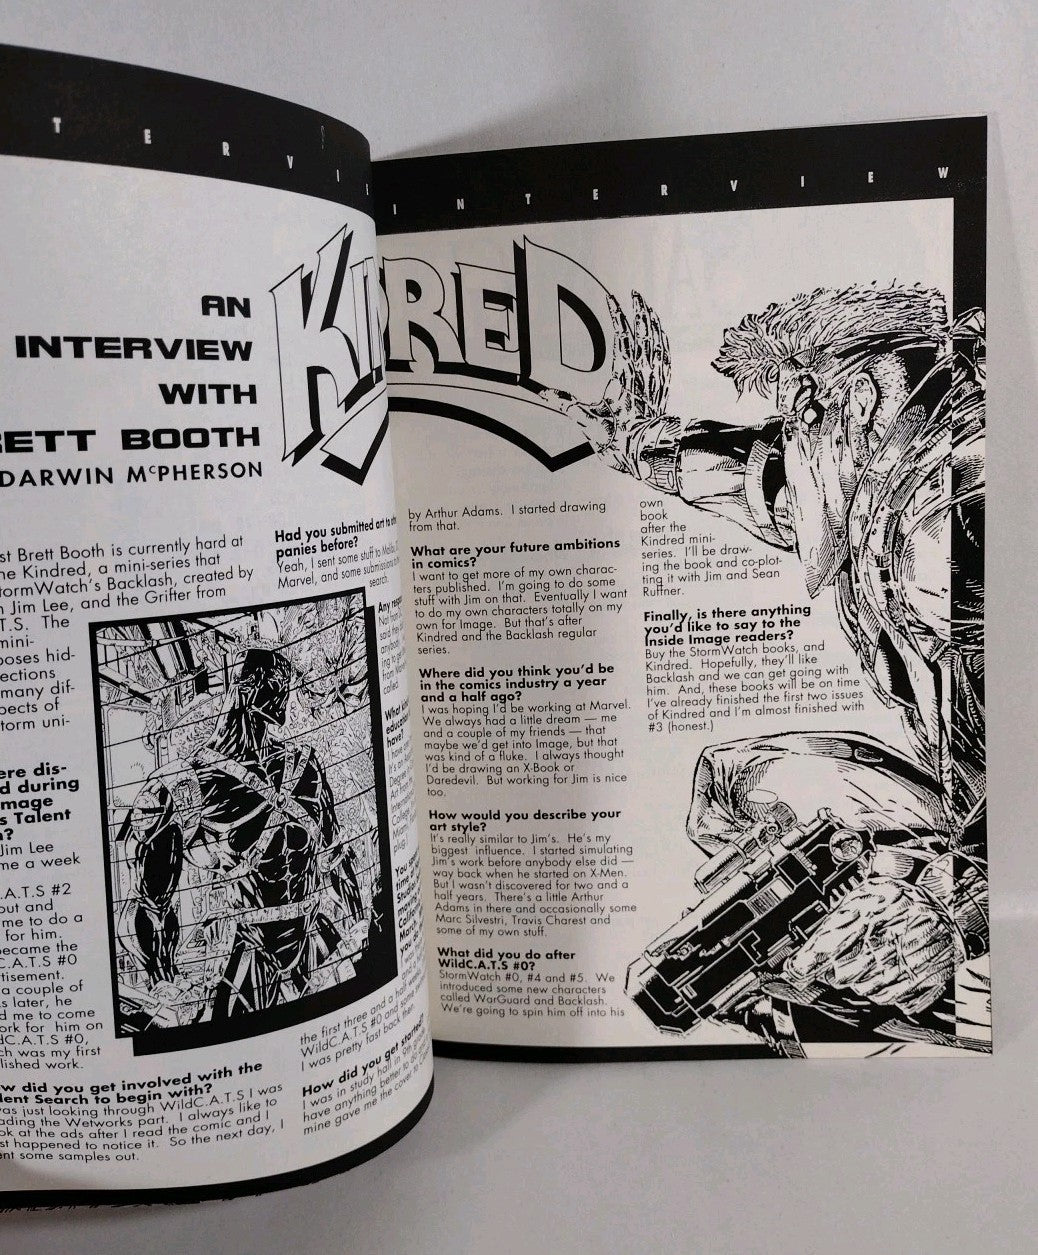 T E R V I E
I N T E R V I E W
KINDRED
AN
INTERVIEW
WITH
BRETT BOOTH
DARWIN McPHERSON
st Brett Booth is currently hard at
he Kindred, a mini-series that
stormWatch's Backlash, created by
Jim Lee, and the Grifter from
T.S. The
mini-
poses hid-
ections
many dif-
pects of
torm uni-
ere dis-
d during
mage
s Talent
h?
Jim Lee
me a week
.A.T.S #2
out and
me to do a
for him.
became the
C.A.T.S #0
tisement.
a couple of
s later, he
d me to come
ork for him on
dC.A.T.S #0,
ch was my first
lished work.
w did you get involved with the
lent Search to begin with?
as just looking through WildC.A.T.S I was
ading the Wetworks part. I always like to
ok at the ads after I read the comic and I
st happened to notice it. So the next day, I
ent some samples out.
Had you submitted art to oth
panies before?
Yeah, I sent some stuff to Malibu,
Marvel, and some submissions
search.
Any resp
the first three and a half
WildC.A.T.S #0 and some
I was pretty fast back then.
How did you get started
I was in study hall in 9th
have anything better to do
mine gave me the cover to
by Arthur Adams. I started drawing
from that.
What are your future ambitions
in comics?
I want to get more of my own charac-
ters published. I'm going to do some
stuff with Jim on that. Eventually I want
to do my own characters totally on my
own for Image. But that's after
Kindred and the Backlash regular
series.
Where did you think you'd be
in the comics industry a year
and a half ago?
I was hoping I'd be working at Marvel.
We always had a little dream — me
and a couple of my friends — that
maybe we'd get into Image, but that
was kind of a fluke. I always thought
I'd be drawing an X-Book or
Daredevil. But working for Jim is nice
too.
How would you describe your
art style?
It's really similar to Jim's. He's my
biggest influence. I started simulating
Jim's work before anybody else did —
way back when he started on X-Men.
But I wasn't discovered for two and a
half years. There's a little Arthur
Adams in there and occasionally some
Marc Silvestri, Travis Charest and
some of my own stuff.
What did you do after
WildC.A.T.S #0?
StormWatch #0, #4 and #5. We
introduced some new characters
called WarGuard and Backlash.
We're going to spin him off into his
own
book
after the
Kindred mini-
series. I'll be draw-
ing the book and co-plot-
ting it with Jim and Sean
Ruffner.
Finally, is there anything
you'd like to say to the
Inside Image readers?
Buy the StormWatch books, and
Kindred. Hopefully, they'll like
Backlash and we can get going with
him. And, these books will be on time
I've already finished the first two issues
of Kindred and I'm almost finished with
#3 (honest.)